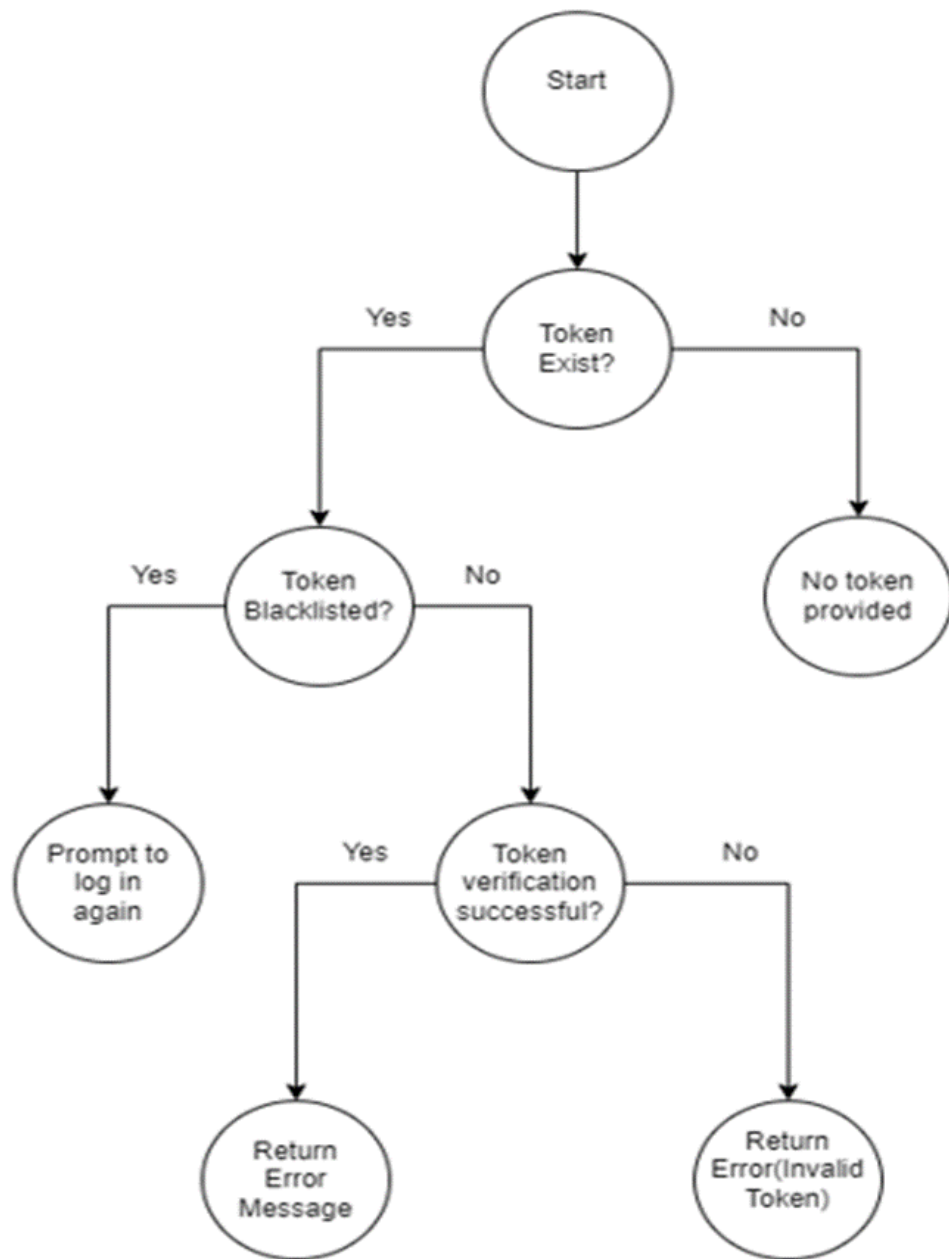 Start
Yes
No
Token
Exist?
Yes
Token
Blacklisted?
No
No token
provided
Prompt to
log in
again
Yes
Token
verification
successful?
No
Return
Error
Message
Return
Error(Invalid
Token)